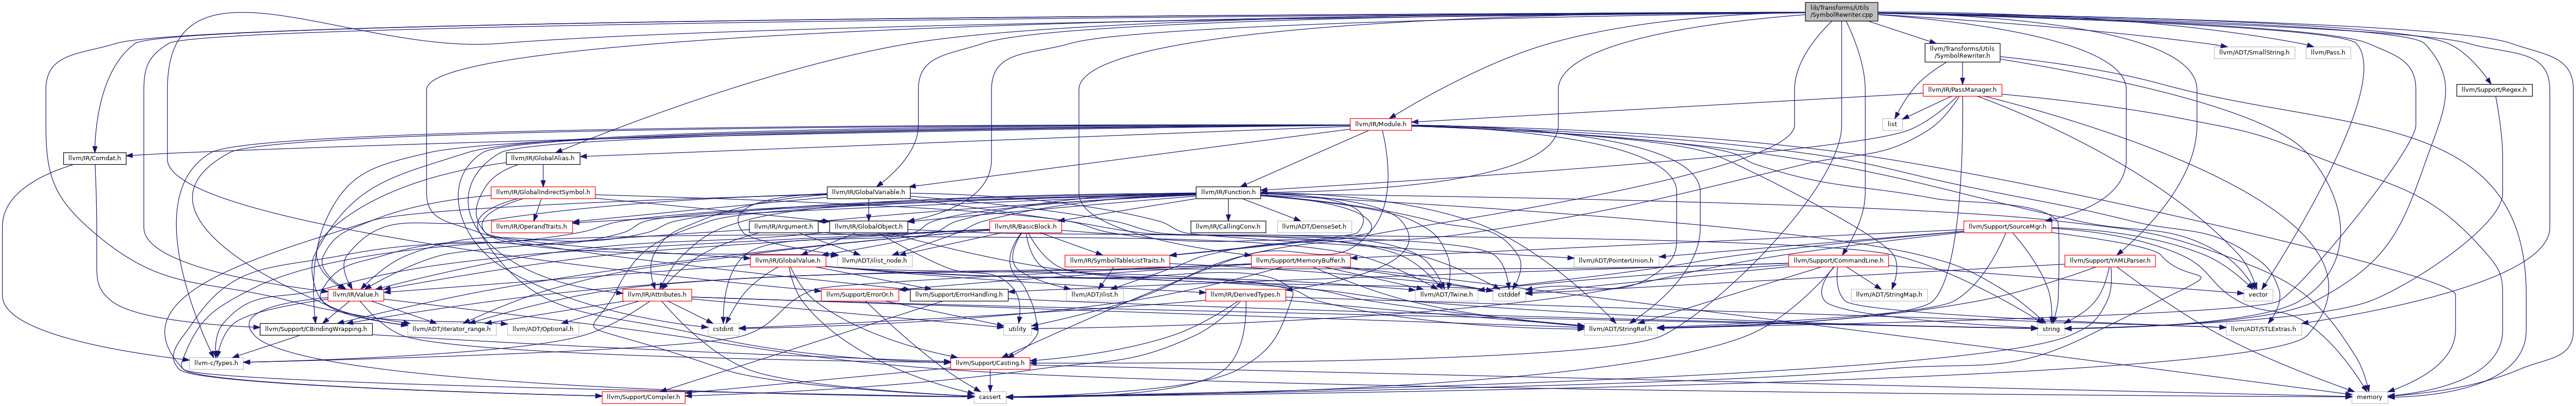 lib/Transforms/Utils
/SymbolRewriter.cpp
llvm/Transforms/Utils
/SymbolRewriter.h
llvm/ADT/SmallString.h
llvm/Pass.h
llvm/IR/PassManager.h
llvm/Support/Regex.h
llvm/IR/Module.h
list
llvm/IR/Comdat.h
llvm/IR/GlobalAlias.h
llvm/IR/GlobalIndirectSymbol.h
llvm/IR/GlobalVariable.h
llvm/IR/Function.h
llvm/IR/OperandTraits.h
llvm/IR/Argument.h
llvm/IR/GlobalObject.h
llvm/IR/BasicBlock.h
llvm/IR/CallingConv.h
llvm/ADT/DenseSet.h
llvm/Support/SourceMgr.h
llvm/IR/GlobalValue.h
llvm/ADT/ilist_node.h
llvm/IR/SymbolTableListTraits.h
llvm/Support/MemoryBuffer.h
llvm/ADT/PointerUnion.h
llvm/Support/CommandLine.h
llvm/Support/YAMLParser.h
llvm/IR/Value.h
llvm/IR/Attributes.h
llvm/Support/ErrorOr.h
llvm/Support/ErrorHandling.h
llvm/ADT/ilist.h
llvm/IR/DerivedTypes.h
llvm/ADT/Twine.h
cstddef
llvm/ADT/StringMap.h
vector
llvm/Support/CBindingWrapping.h
llvm/ADT/iterator_range.h
llvm/ADT/Optional.h
cstdint
utility
llvm/ADT/StringRef.h
string
llvm/ADT/STLExtras.h
llvm-c/Types.h
llvm/Support/Casting.h
llvm/Support/Compiler.h
cassert
memory